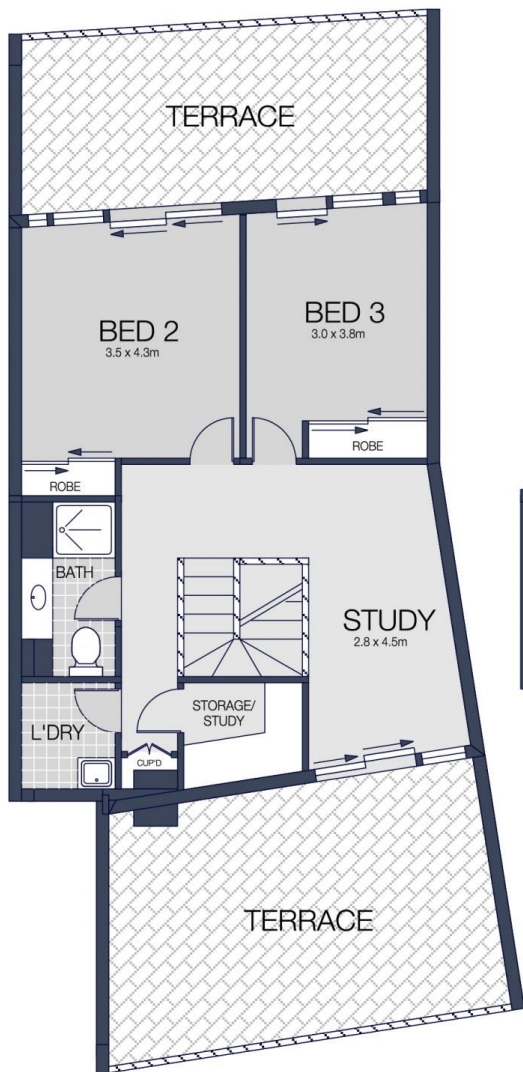 TERRACE
BED 2
3.5 x 4.3m
BED 3
3.0 x 3.8m
ROBE
ROBE
BATH
STUDY
2.8 x 4.5m
STORAGE/
STUDY
L'DRY
CUP'D
TERRACE